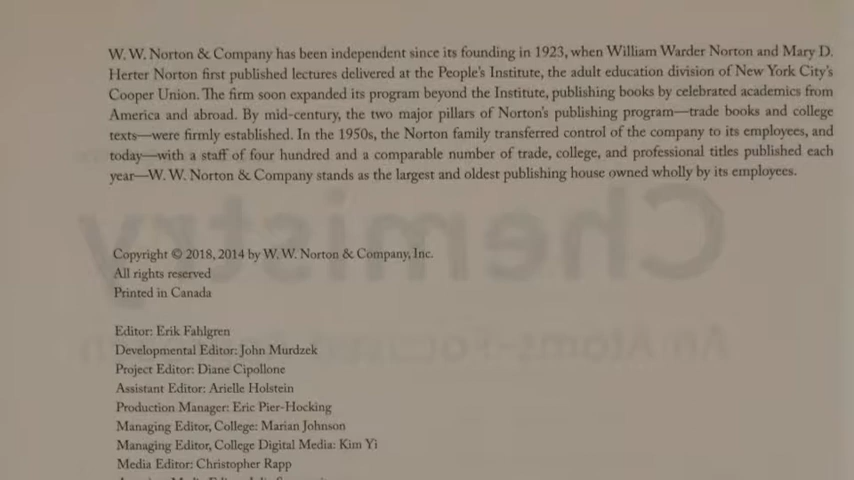 W. W. Norton & Company has been independent since its founding in 1923, when William Warder Norton and Mary D.
Herter Norton first published lectures delivered at the People's Institute, the adult education division of New York City's
Cooper Union. The firm soon expanded its program beyond the Institute, publishing books by celebrated academics from
America and abroad. By mid-century, the two major pillars of Norton's publishing program—trade books and college
texts—were firmly established. In the 1950s, the Norton family transferred control of the company to its employees, and
today—with a staff of four hundred and a comparable number of trade, college, and professional titles published each
year—W. W. Norton & Company stands as the largest and oldest publishing house owned wholly by its employees.
Chemistry
An Atoms-Focused
Copyright © 2018, 2014 by W. W. Norton & Company, Inc.
All rights reserved
Printed in Canada
Editor: Erik Fahlgren
Developmental Editor: John Murdzek
Project Editor: Diane Cipollone
Assistant Editor: Arielle Holstein
Production Manager: Eric Pier-Hocking
Managing Editor, College: Marian Johnson
Managing Editor, College Digital Media: Kim Yi
Media Editor: Christopher Rapp